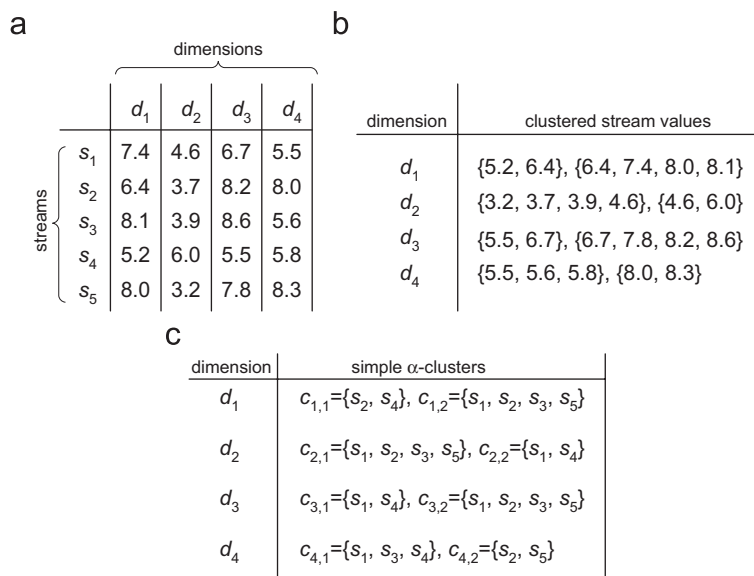 a
dimensions
d1 d2 d3 d4
streams
s1 7.4 4.6 6.7 5.5
s2 6.4 3.7 8.2 8.0
s3 8.1 3.9 8.6 5.6
s4 5.2 6.0 5.5 5.8
s5 8.0 3.2 7.8 8.3
b
dimension clustered stream values
d1 {5.2, 6.4}, {6.4, 7.4, 8.0, 8.1}
d2 {3.2, 3.7, 3.9, 4.6}, {4.6, 6.0}
d3 {5.5, 6.7}, {6.7, 7.8, 8.2, 8.6}
d4 {5.5, 5.6, 5.8}, {8.0, 8.3}
c
dimension simple α-clusters
d1 c1,1={s2, s4}, c1,2={s1, s2, s3, s5}
d2 c2,1={s1, s2, s3, s5}, c2,2={s1, s4}
d3 c3,1={s1, s4}, c3,2={s1, s2, s3, s5}
d4 c4,1={s1, s3, s4}, c4,2={s2, s5}